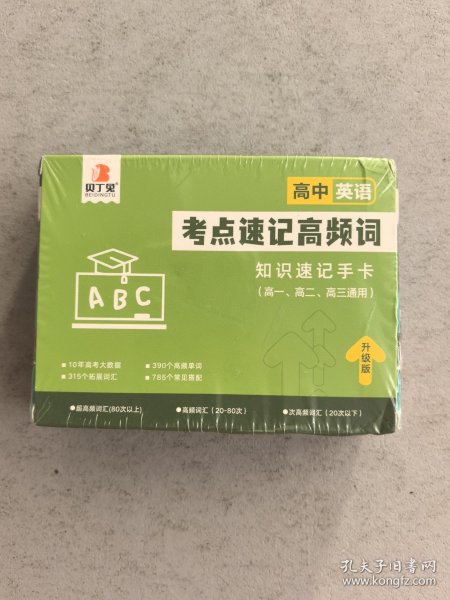 贝丁兔
BEIDINGTU
高中 英语
考点速记高频词
知识速记手卡
(高一、高二、高三通用)
ABC
10年高考大数据
390个高频单词
315个拓展词汇
785个常见搭配
升级版
●超高频词汇(80次以上)
●高频词汇(20-80次)
●次高频词汇(20次以下)
孔夫子旧书网
www.kongfz.com